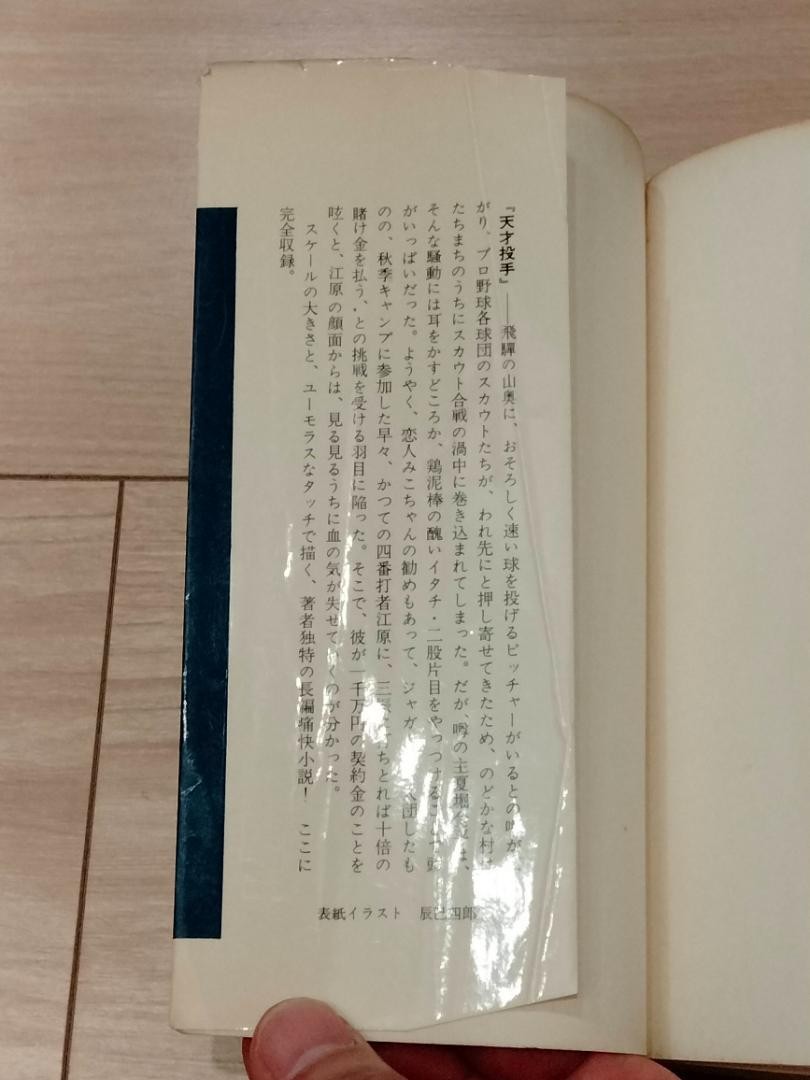 『天才投手』――飛驒の山奥に、おそろしく速い球を投げるピッチャーがいるとの噂が
がり、プロ野球各球団のスカウトたちが、われ先にと押し寄せてきたため、のどかな村は
たちまちのうちにスカウト合戦の渦中に巻き込まれてしまった。だが、噂の主夏堀 は、
そんな騒動には耳をかすどころか、鶏泥棒の醜いイタチ・二股片目をやっつけることで頭
がいっぱいだった。ようやく、恋人みこちゃんの勧めもあって、ジャガ 団したも
のの、秋季キャンプに参加した早々、かつての四番打者江原に、三 ちとれば十倍の
賭け金を払う、との挑戦を受ける羽目に陥った。そこで、彼が一千万円の契約金のことを
呟くと、江原の顔面からは、見る見るうちに血の気が失せていくのが分かった。
スケールの大きさと、ユーモラスなタッチで描く、著者独特の長編痛快小説! ここに
完全収録。
表紙イラスト 辰巳四郎